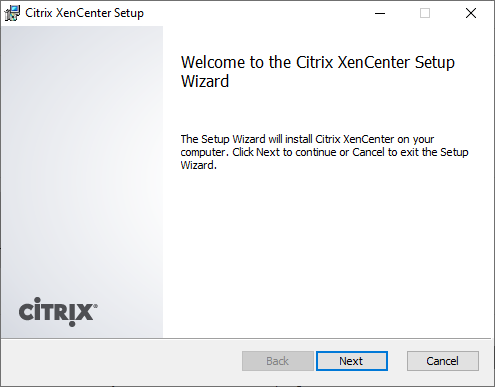 Citrix XenCenter Setup
Welcome to the Citrix XenCenter Setup
Wizard
The Setup Wizard will install Citrix XenCenter on your
computer. Click Next to continue or Cancel to exit the Setup
Wizard.
CITRIX®
Back Next Cancel